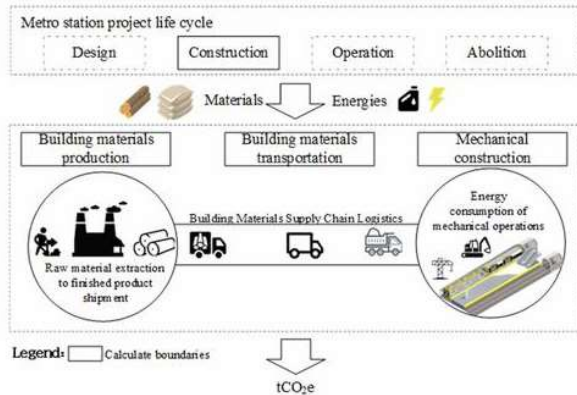 Metro station project life cycle
Design
Construction
Operation
Abolition
Materials
Energies
Building materials
production
Building materials
transportation
Mechanical
construction
Building Materials Supply Chain Logistics
Raw material extraction
to finished product
shipment
Energy
consumption of
mechanical operations
Legend:
Calculate boundaries
tCO₂e